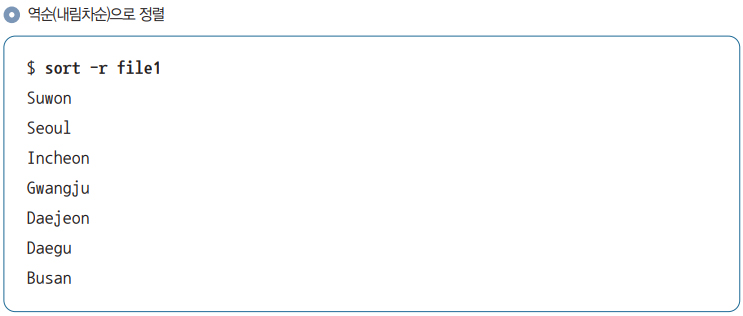 역순(내림차순)으로 정렬
$ sort -r file1
Suwon
Seoul
Incheon
Gwangju
Daejeon
Daegu
Busan